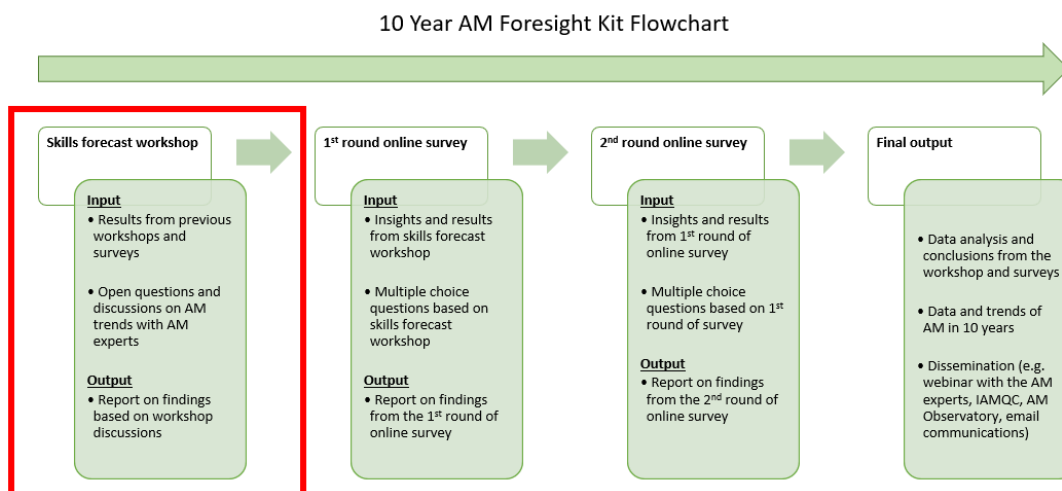 10 Year AM Foresight Kit Flowchart
Skills forecast workshop
Input
• Results from previous
workshops and
surveys
• Open questions and
discussions on AM
trends with AM
experts
Output
• Report on findings
based on workshop
discussions
1st round online survey
Input
• Insights and results
from skills forecast
workshop
• Multiple choice
questions based on
skills forecast
workshop
Output
• Report on findings
from the 1st round of
online survey
2nd round online survey
Input
• Insights and results
from 1st round of
online survey
• Multiple choice
questions based on 1st
round of survey
Output
• Report on findings
from the 2nd round of
online survey
Final output
• Data analysis and
conclusions from the
workshop and surveys
• Data and trends of
AM in 10 years
• Dissemination (e.g.
webinar with the AM
experts, IAMQC, AM
Observatory, email
communications)